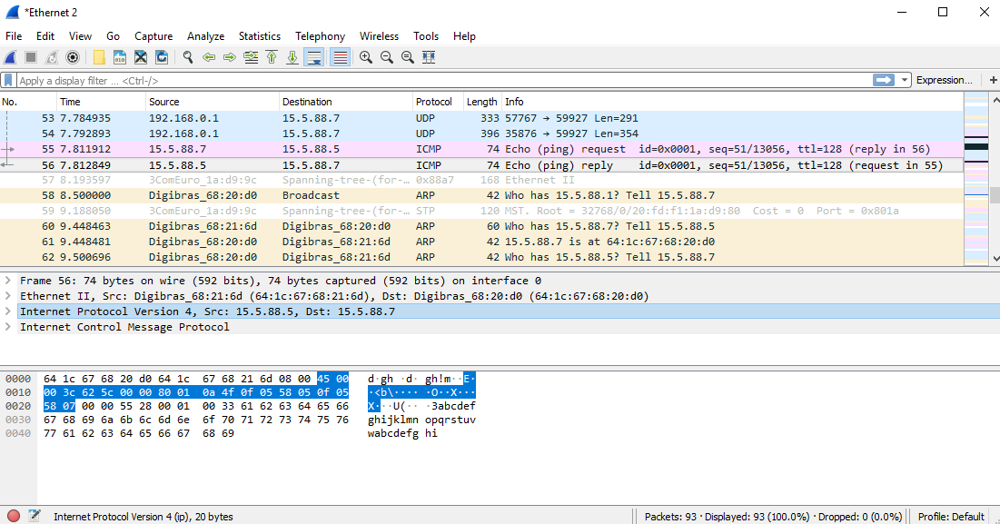 *Ethernet 2
File Edit View Go Capture Analyze Statistics Telephony Wireless Tools Help
Apply a display filter ... <Ctrl-/> Expression... +
No. Time Source Destination Protocol Length Info
53 7.784935 192.168.0.1 15.5.88.7 UDP 333 57767 → 59927 Len=291
54 7.792893 192.168.0.1 15.5.88.7 UDP 396 35876 → 59927 Len=354
55 7.811912 15.5.88.7 15.5.88.5 ICMP 74 Echo (ping) request id=0x0001, seq=51/13056, ttl=128 (reply in 56)
56 7.812849 15.5.88.5 15.5.88.7 ICMP 74 Echo (ping) reply id=0x0001, seq=51/13056, ttl=128 (request in 55)
57 8.193597 3ComEuro_1a:d9:9c Spanning-tree-(for-… 0x88a7 168 Ethernet II
58 8.500000 Digibras_68:20:d0 Broadcast ARP 42 Who has 15.5.88.1? Tell 15.5.88.7
59 9.188050 3ComEuro_1a:d9:9c Spanning-tree-(for-… STP 120 MST. Root = 32768/0/20:fd:f1:1a:d9:80 Cost = 0 Port = 0x801a
60 9.448463 Digibras_68:21:6d Digibras_68:20:d0 ARP 60 Who has 15.5.88.7? Tell 15.5.88.5
61 9.448481 Digibras_68:20:d0 Digibras_68:21:6d ARP 42 15.5.88.7 is at 64:1c:67:68:20:d0
62 9.500696 Digibras_68:20:d0 Digibras_68:21:6d ARP 42 Who has 15.5.88.5? Tell 15.5.88.7
Frame 56: 74 bytes on wire (592 bits), 74 bytes captured (592 bits) on interface 0
Ethernet II, Src: Digibras_68:21:6d (64:1c:67:68:21:6d), Dst: Digibras_68:20:d0 (64:1c:67:68:20:d0)
Internet Protocol Version 4, Src: 15.5.88.5, Dst: 15.5.88.7
Internet Control Message Protocol
0000 64 1c 67 68 20 d0 64 1c 67 68 21 6d 08 00 45 00 d·gh ·d· gh!m··E·
0010 00 3c 62 5c 00 00 80 01 0a 4f 0f 05 58 05 0f 05 ·<b\···· ·O··X···
0020 58 07 00 00 55 28 00 01 00 33 61 62 63 64 65 66 X···U(·· ·3abcdef
0030 67 68 69 6a 6b 6c 6d 6e 6f 70 71 72 73 74 75 76 ghijklmn opqrstuv
0040 77 61 62 63 64 65 66 67 68 69 wabcdefg hi
Internet Protocol Version 4 (ip), 20 bytes Packets: 93 · Displayed: 93 (100.0%) · Dropped: 0 (0.0%) Profile: Default